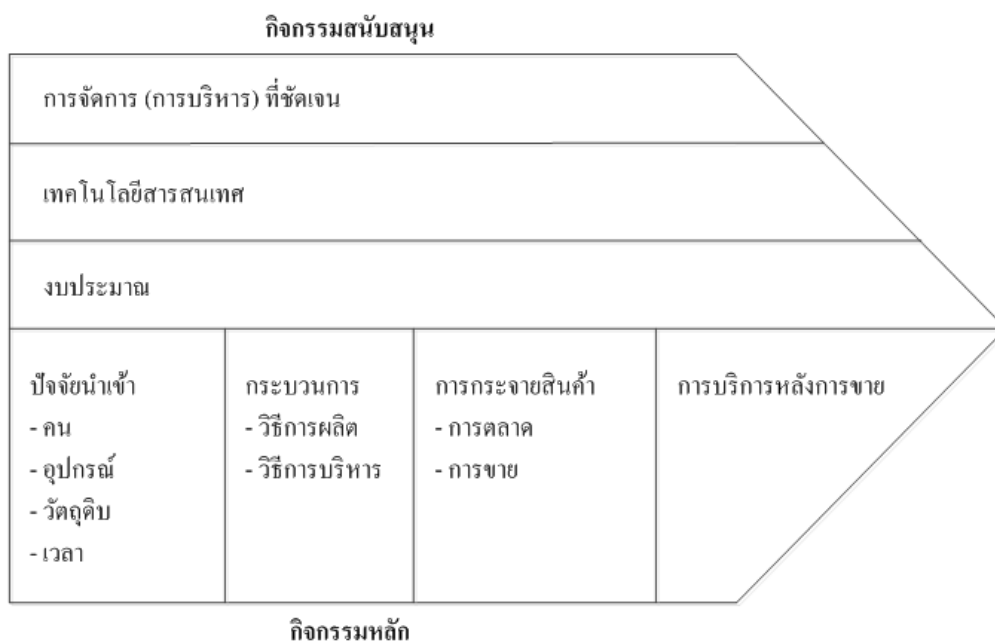 กิจกรรมสนับสนุน
การจัดการ (การบริหาร) ที่ชัดเจน
เทคโนโลยีสารสนเทศ
งบประมาณ
ปัจจัยนำเข้า
- คน
- อุปกรณ์
- วัตถุดิบ
- เวลา
กระบวนการ
- วิธีการผลิต
- วิธีการบริหาร
การกระจายสินค้า
- การตลาด
- การขาย
การบริการหลังการขาย
กิจกรรมหลัก